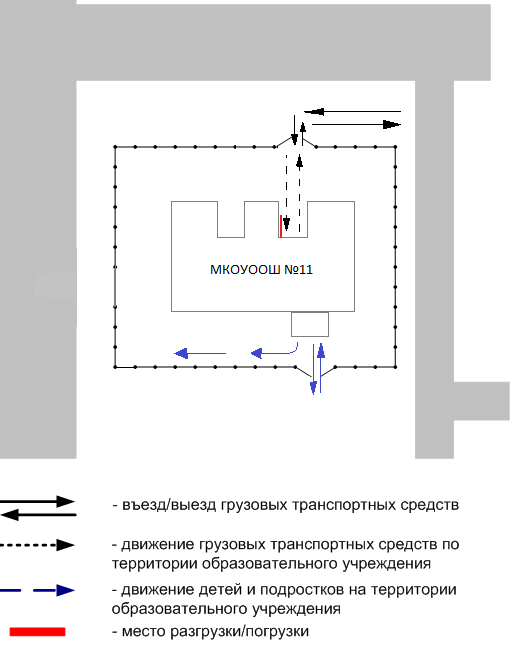 МКОУООШ №11
- въезд/выезд грузовых транспортных средств
- движение грузовых транспортных средств по
территории образовательного учреждения
- движение детей и подростков на территории
образовательного учреждения
- место разгрузки/погрузки